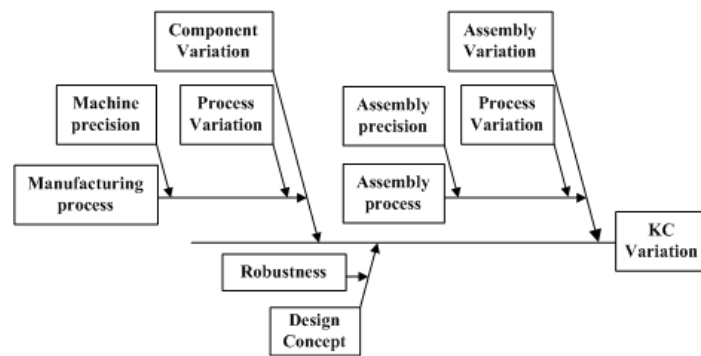 Component
Variation
Assembly
Variation
Machine
precision
Process
Variation
Assembly
precision
Process
Variation
Manufacturing
process
Assembly
process
KC
Variation
Robustness
Design
Concept